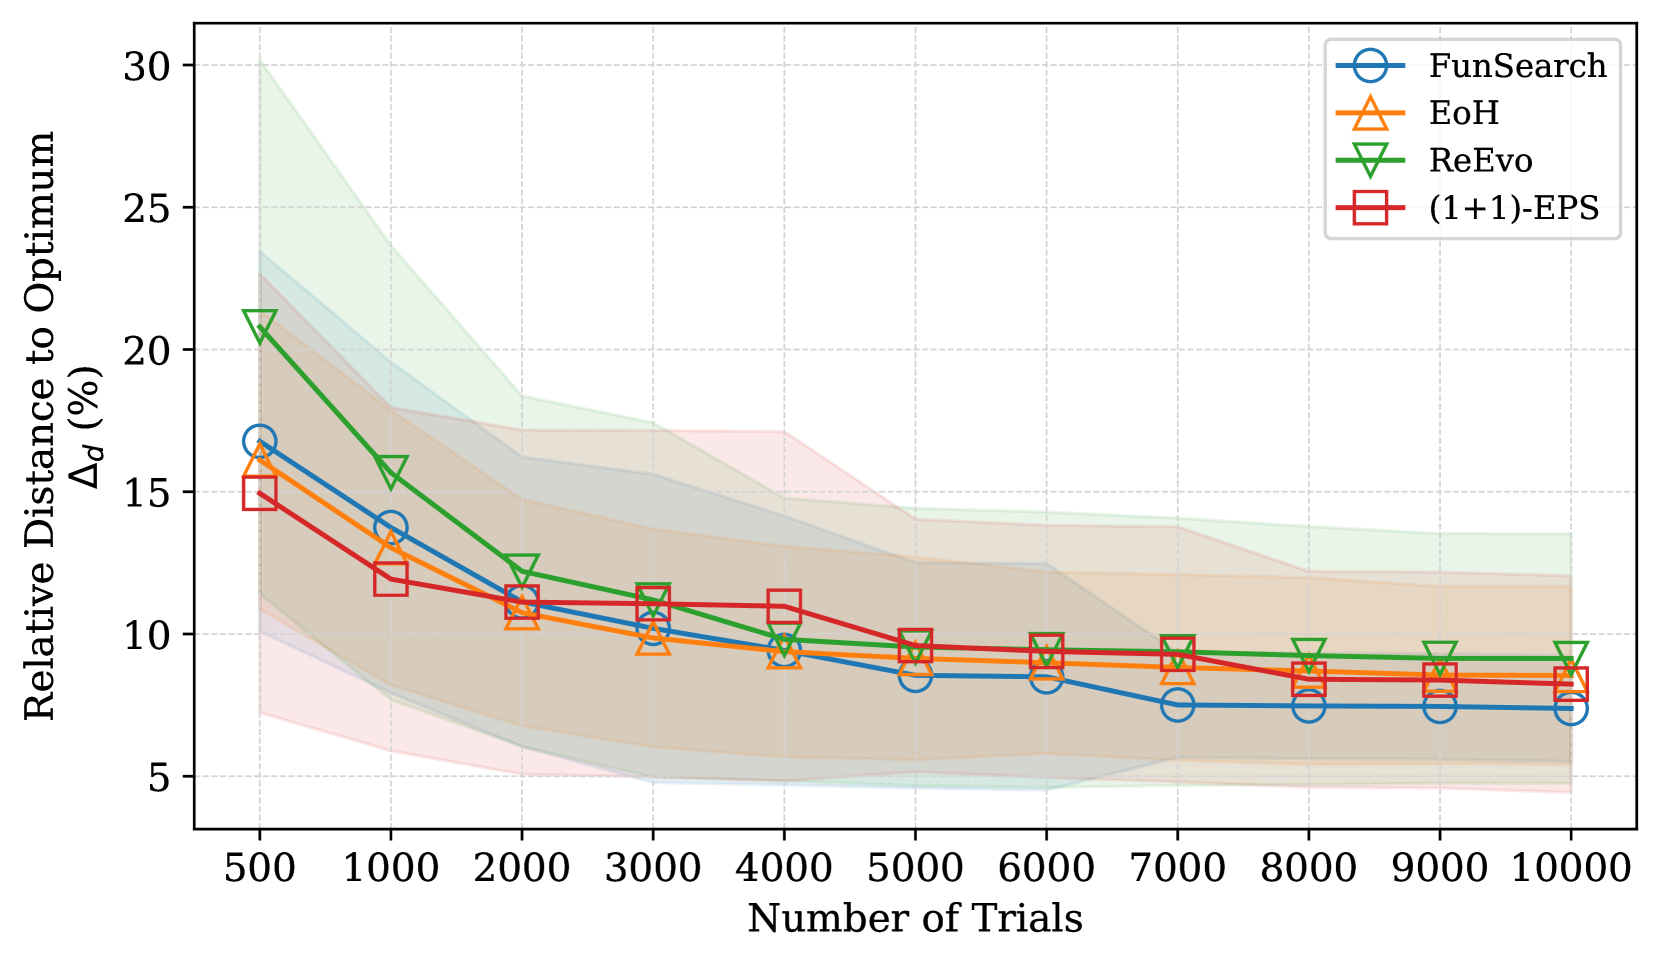 Relative Distance to Optimum
Δd (%)
30
25
20
15
10
5
FunSearch
EoH
ReEvo
(1+1)-EPS
500 1000 2000 3000 4000 5000 6000 7000 8000 9000 10000
Number of Trials